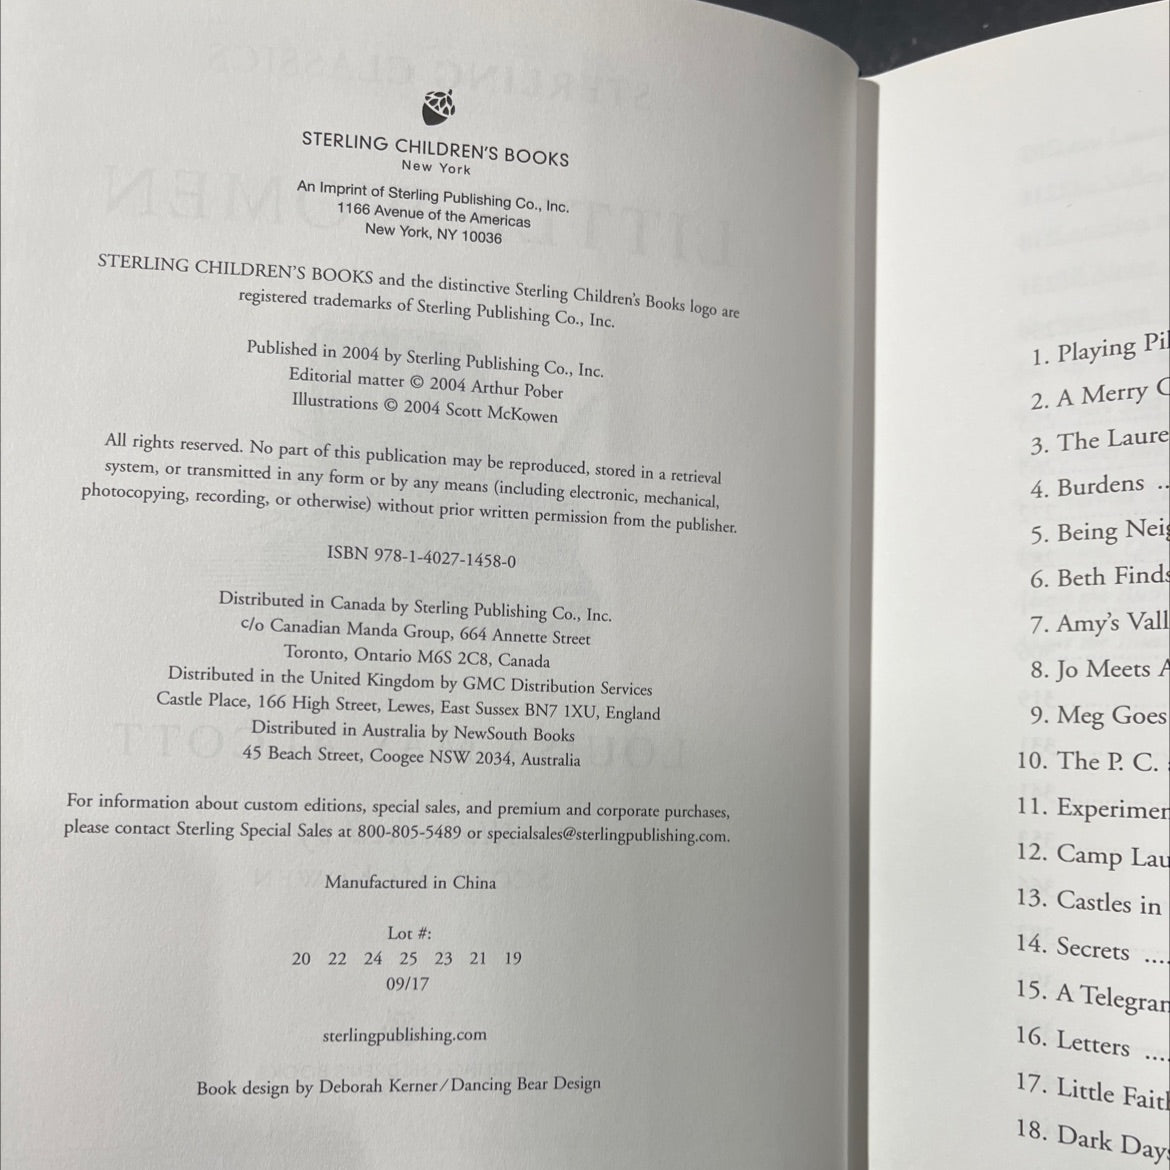 STERLING CHILDREN'S BOOKS
New York
An Imprint of Sterling Publishing Co., Inc.
1166 Avenue of the Americas
New York, NY 10036
STERLING CHILDREN'S BOOKS and the distinctive Sterling Children's Books logo are
registered trademarks of Sterling Publishing Co., Inc.
Published in 2004 by Sterling Publishing Co., Inc.
Editorial matter © 2004 Arthur Pober
Illustrations © 2004 Scott McKowen
All rights reserved. No part of this publication may be reproduced, stored in a retrieval
system, or transmitted in any form or by any means (including electronic, mechanical,
photocopying, recording, or otherwise) without prior written permission from the publisher.
ISBN 978-1-4027-1458-0
Distributed in Canada by Sterling Publishing Co., Inc.
c/o Canadian Manda Group, 664 Annette Street
Toronto, Ontario M6S 2C8, Canada
Distributed in the United Kingdom by GMC Distribution Services
Castle Place, 166 High Street, Lewes, East Sussex BN7 1XU, England
Distributed in Australia by NewSouth Books
45 Beach Street, Coogee NSW 2034, Australia
For information about custom editions, special sales, and premium and corporate purchases,
please contact Sterling Special Sales at 800-805-5489 or specialsales@sterlingpublishing.com.
Manufactured in China
Lot #:
20 22 24 25 23 21 19
09/17
sterlingpublishing.com
Book design by Deborah Kerner/Dancing Bear Design
1. Playing Pil
2. A Merry C
3. The Laure
4. Burdens ..
5. Being Neig
6. Beth Finds
7. Amy's Vall
8. Jo Meets A
9. Meg Goes
10. The P. C.
11. Experimen
12. Camp Lau
13. Castles in
14. Secrets ....
15. A Telegram
16. Letters ....
17. Little Faith
18. Dark Days